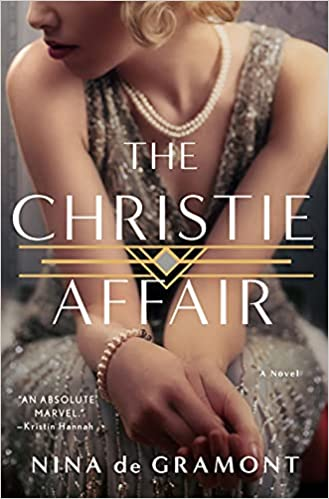 THE
CHRISTIE
AFFAIR
A Novel
"AN ABSOLUTE
MARVEL."
—Kristin Hannah
NINA de GRAMONT